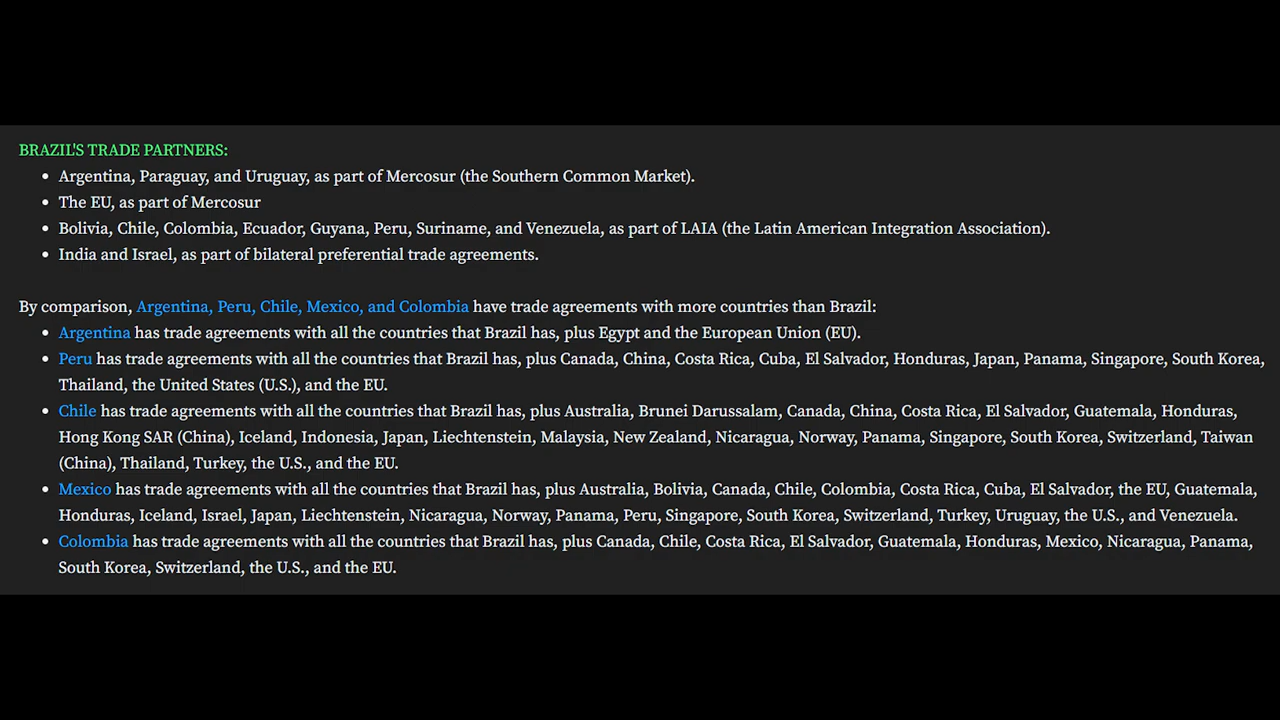 BRAZIL'S TRADE PARTNERS:
• Argentina, Paraguay, and Uruguay, as part of Mercosur (the Southern Common Market).
• The EU, as part of Mercosur
• Bolivia, Chile, Colombia, Ecuador, Guyana, Peru, Suriname, and Venezuela, as part of LAIA (the Latin American Integration Association).
• India and Israel, as part of bilateral preferential trade agreements.
By comparison, Argentina, Peru, Chile, Mexico, and Colombia have trade agreements with more countries than Brazil:
• Argentina has trade agreements with all the countries that Brazil has, plus Egypt and the European Union (EU).
• Peru has trade agreements with all the countries that Brazil has, plus Canada, China, Costa Rica, Cuba, El Salvador, Honduras, Japan, Panama, Singapore, South Korea,
Thailand, the United States (U.S.), and the EU.
• Chile has trade agreements with all the countries that Brazil has, plus Australia, Brunei Darussalam, Canada, China, Costa Rica, El Salvador, Guatemala, Honduras,
Hong Kong SAR (China), Iceland, Indonesia, Japan, Liechtenstein, Malaysia, New Zealand, Nicaragua, Norway, Panama, Singapore, South Korea, Switzerland, Taiwan
(China), Thailand, Turkey, the U.S., and the EU.
• Mexico has trade agreements with all the countries that Brazil has, plus Australia, Bolivia, Canada, Chile, Colombia, Costa Rica, Cuba, El Salvador, the EU, Guatemala,
Honduras, Iceland, Israel, Japan, Liechtenstein, Nicaragua, Norway, Panama, Peru, Singapore, South Korea, Switzerland, Turkey, Uruguay, the U.S., and Venezuela.
• Colombia has trade agreements with all the countries that Brazil has, plus Canada, Chile, Costa Rica, El Salvador, Guatemala, Honduras, Mexico, Nicaragua, Panama,
South Korea, Switzerland, the U.S., and the EU.